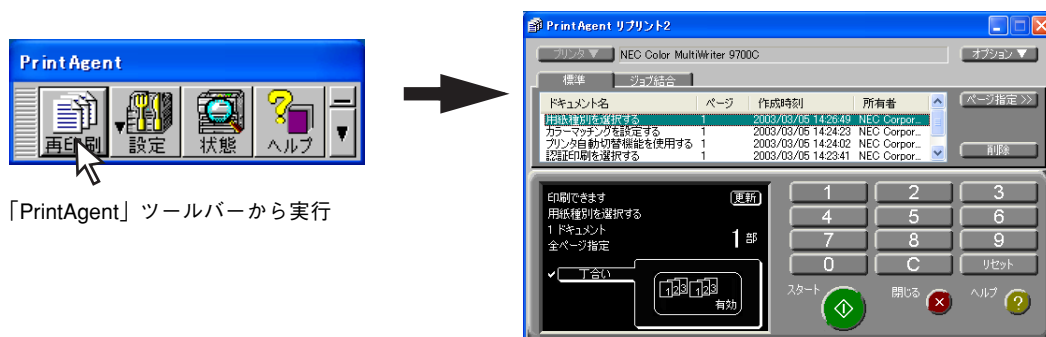 PrintAgent
再印刷
設定
状態
ヘルプ
「PrintAgent」ツールバーから実行
PrintAgent リプリント2
プリンタ▼ NEC Color MultiWriter 9700C オプション▼
標準 ジョブ結合
ドキュメント名 ページ 作成時刻 所有者 ページ指定>>
用紙種別を選択する 1 2003/03/05 14:26:49 NEC Corpor...
カラーマッチングを設定する 1 2003/03/05 14:24:23 NEC Corpor...
プリンタ自動切替機能を使用する 1 2003/03/05 14:24:02 NEC Corpor...
認証印刷を選択する 1 2003/03/05 14:23:41 NEC Corpor...
削除
印刷できます 更新
用紙種別を選択する
1 ドキュメント
全ページ指定
1 部
丁合い
1 2 3 1 2 3
有効
1 2 3
4 5 6
7 8 9
0 C リセット
スタート 閉じる ヘルプ
?